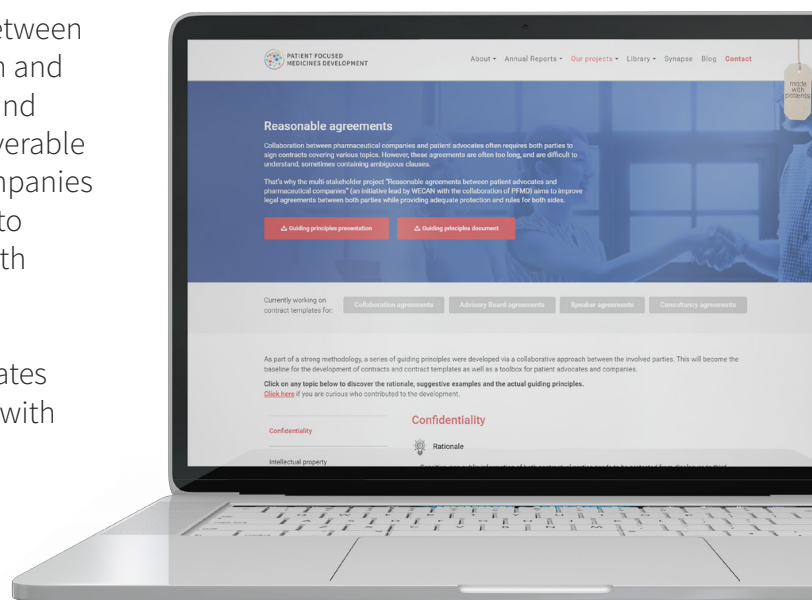 etween
n and
nd
verable
mpanies
to
th
ates
with
PATIENT FOCUSED
MEDICINES DEVELOPMENT
About
Annual Reports
Our projects
Library
Synapse
Blog
Contact
made
with
patients
Reasonable agreements
Collaboration between pharmaceutical companies and patient advocates often requires both parties to
sign contracts covering various topics. However, these agreements are often too long, and are difficult to
understand, sometimes containing ambiguous clauses.
That's why the multi-stakeholder project "Reasonable agreements between patient advocates and
pharmaceutical companies" (an initiative lead by WECAN with the collaboration of PFMD) aims to improve
legal agreements between both parties while providing adequate protection and rules for both sides.
Guiding principles presentation
Guiding principles document
Currently working on
contract templates for:
Collaboration agreements
Advisory Board agreements
Speaker agreements
Consultancy agreements
As part of a strong methodology, a series of guiding principles were developed via a collaborative approach between the involved parties. This will become the
baseline for the development of contracts and contract templates as well as a toolbox for patient advocates and companies.
Click on any topic below to discover the rationale, suggestive examples and the actual guiding principles.
Click here if you are curious who contributed to the development.
Confidentiality
Intellectual property
Confidentiality
Rationale